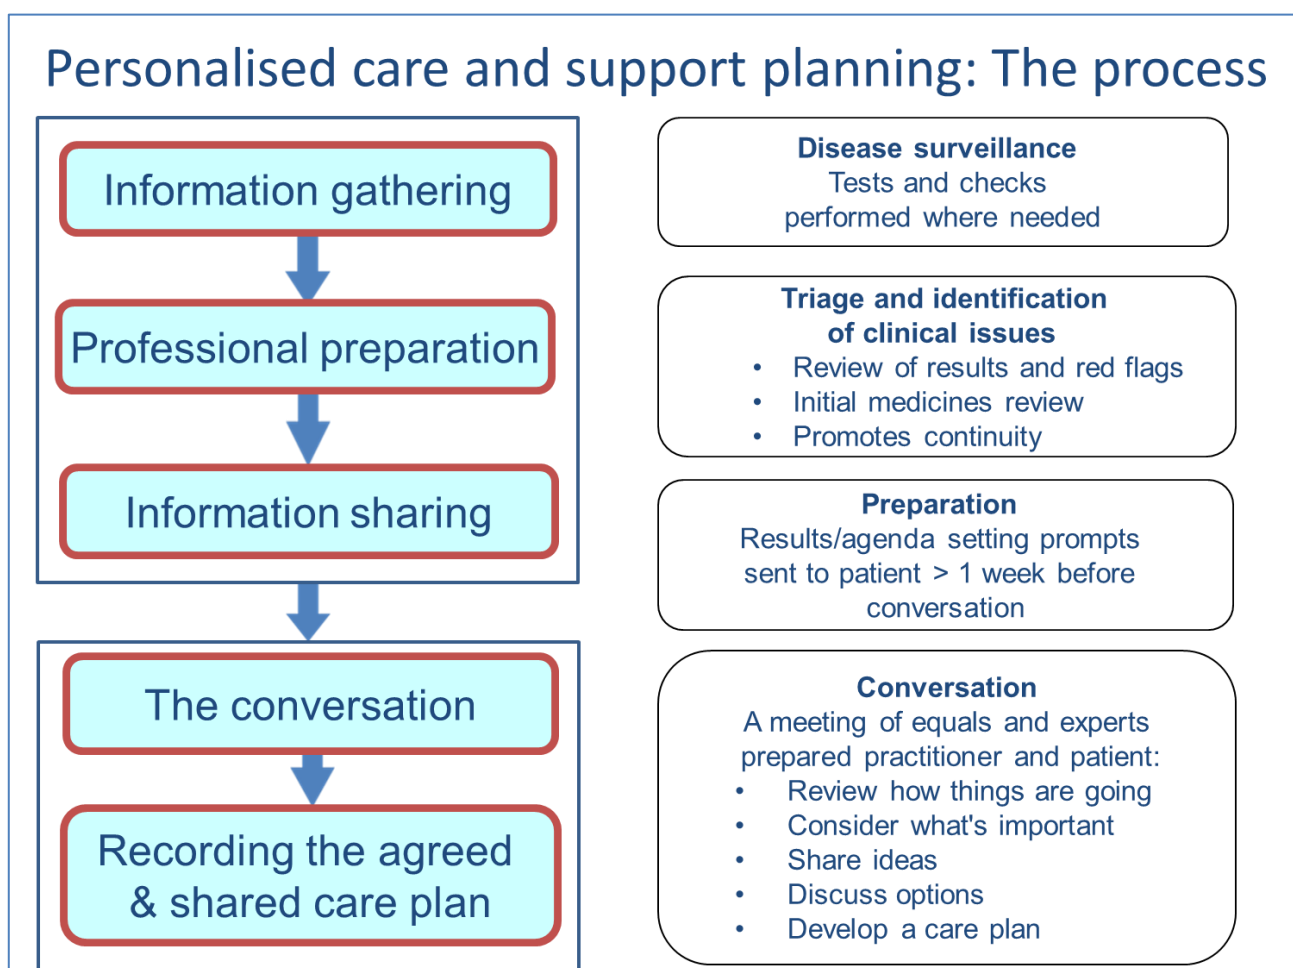 Personalised care and support planning: The process
Information gathering
Professional preparation
Information sharing
The conversation
Recording the agreed
& shared care plan
Disease surveillance
Tests and checks
performed where needed
Triage and identification
of clinical issues
• Review of results and red flags
• Initial medicines review
• Promotes continuity
Preparation
Results/agenda setting prompts
sent to patient > 1 week before
conversation
Conversation
A meeting of equals and experts
prepared practitioner and patient:
• Review how things are going
• Consider what's important
• Share ideas
• Discuss options
• Develop a care plan